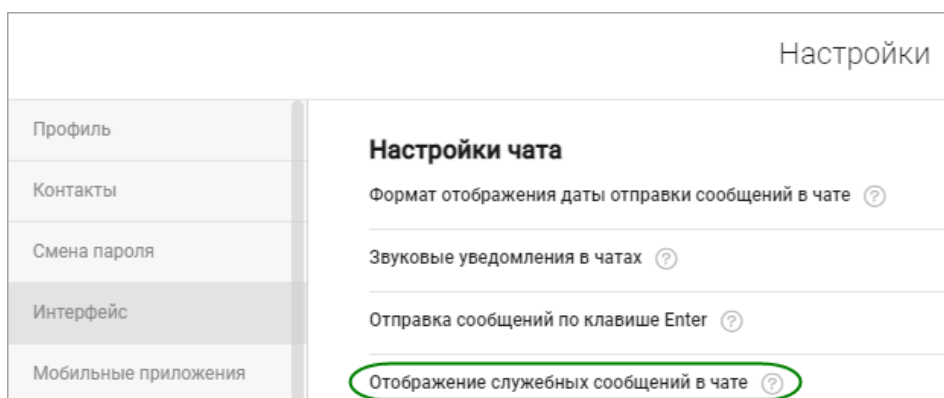 Настройки
Профиль
Контакты
Смена пароля
Интерфейс
Мобильные приложения
Настройки чата
Формат отображения даты отправки сообщений в чате ?
Звуковые уведомления в чатах ?
Отправка сообщений по клавише Enter ?
Отображение служебных сообщений в чате ?